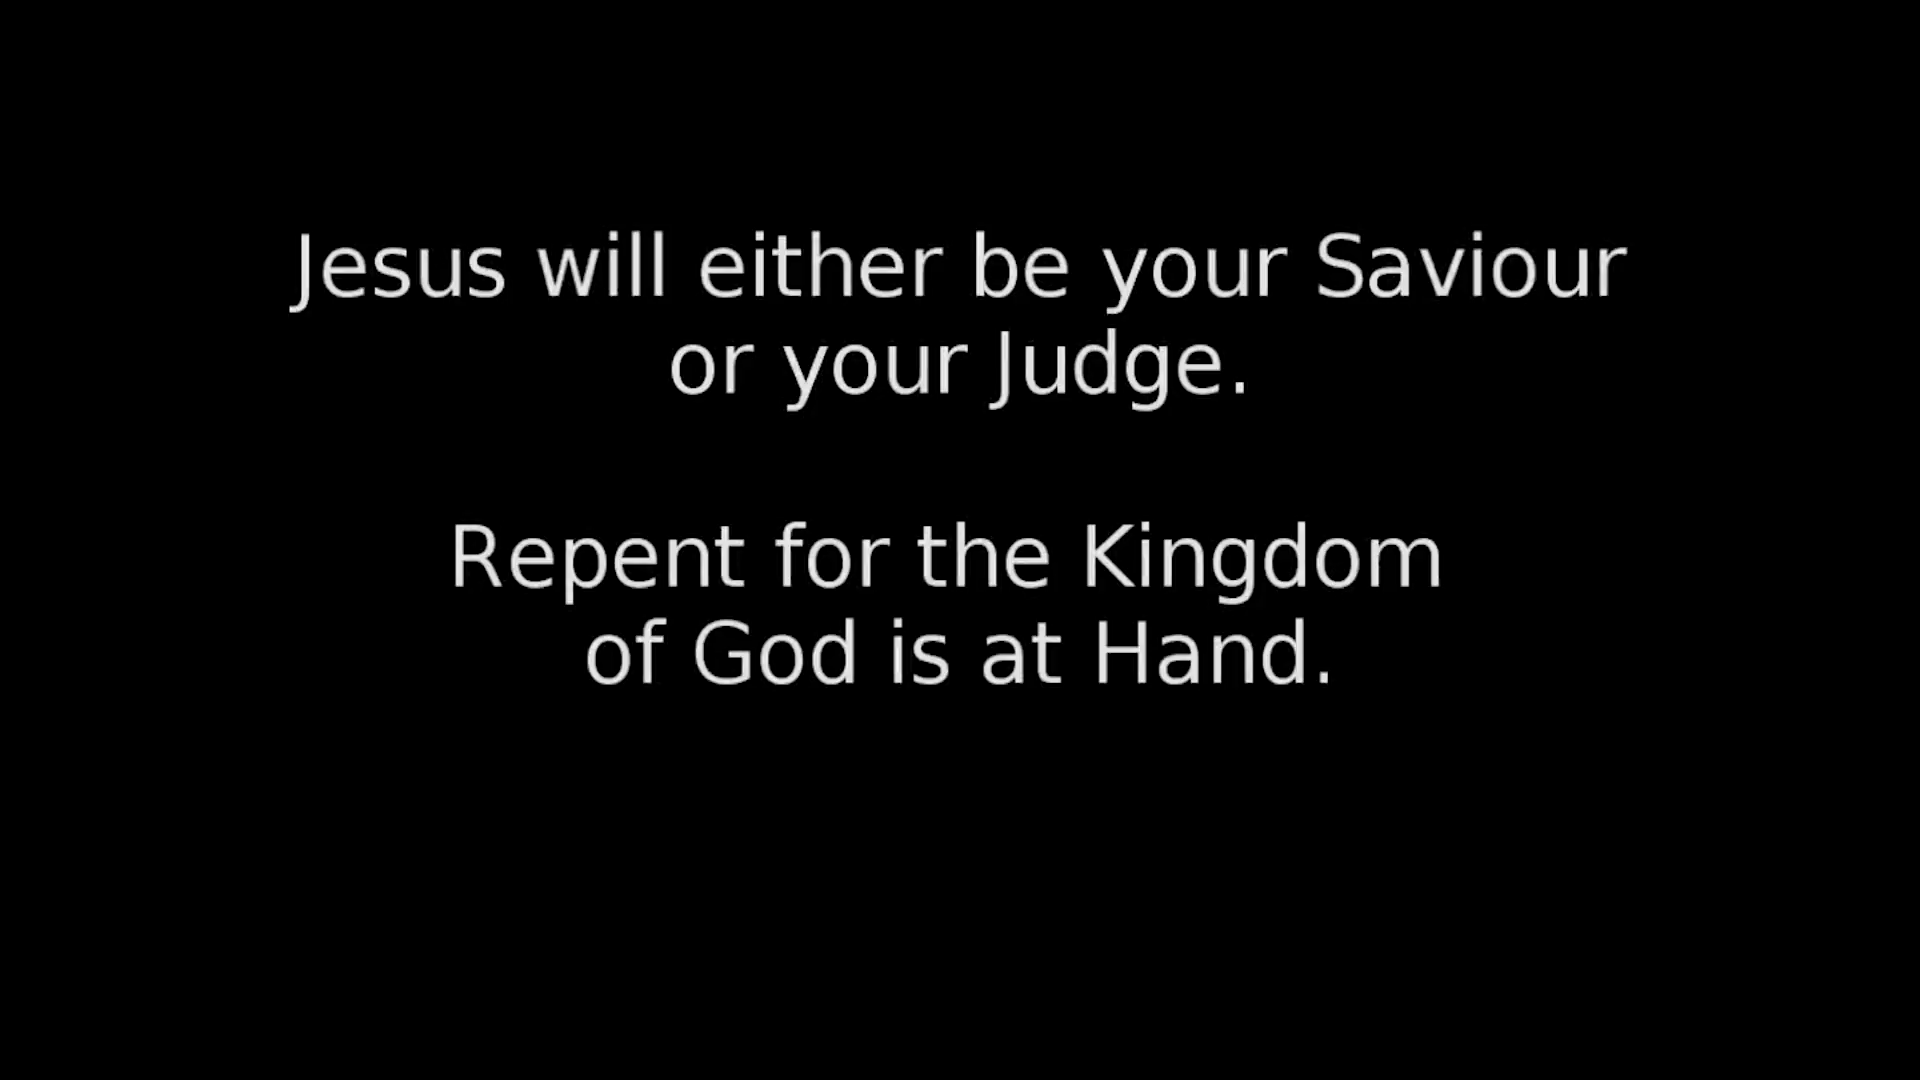 Jesus will either be your Saviour
or your Judge.
Repent for the Kingdom
of God is at Hand.